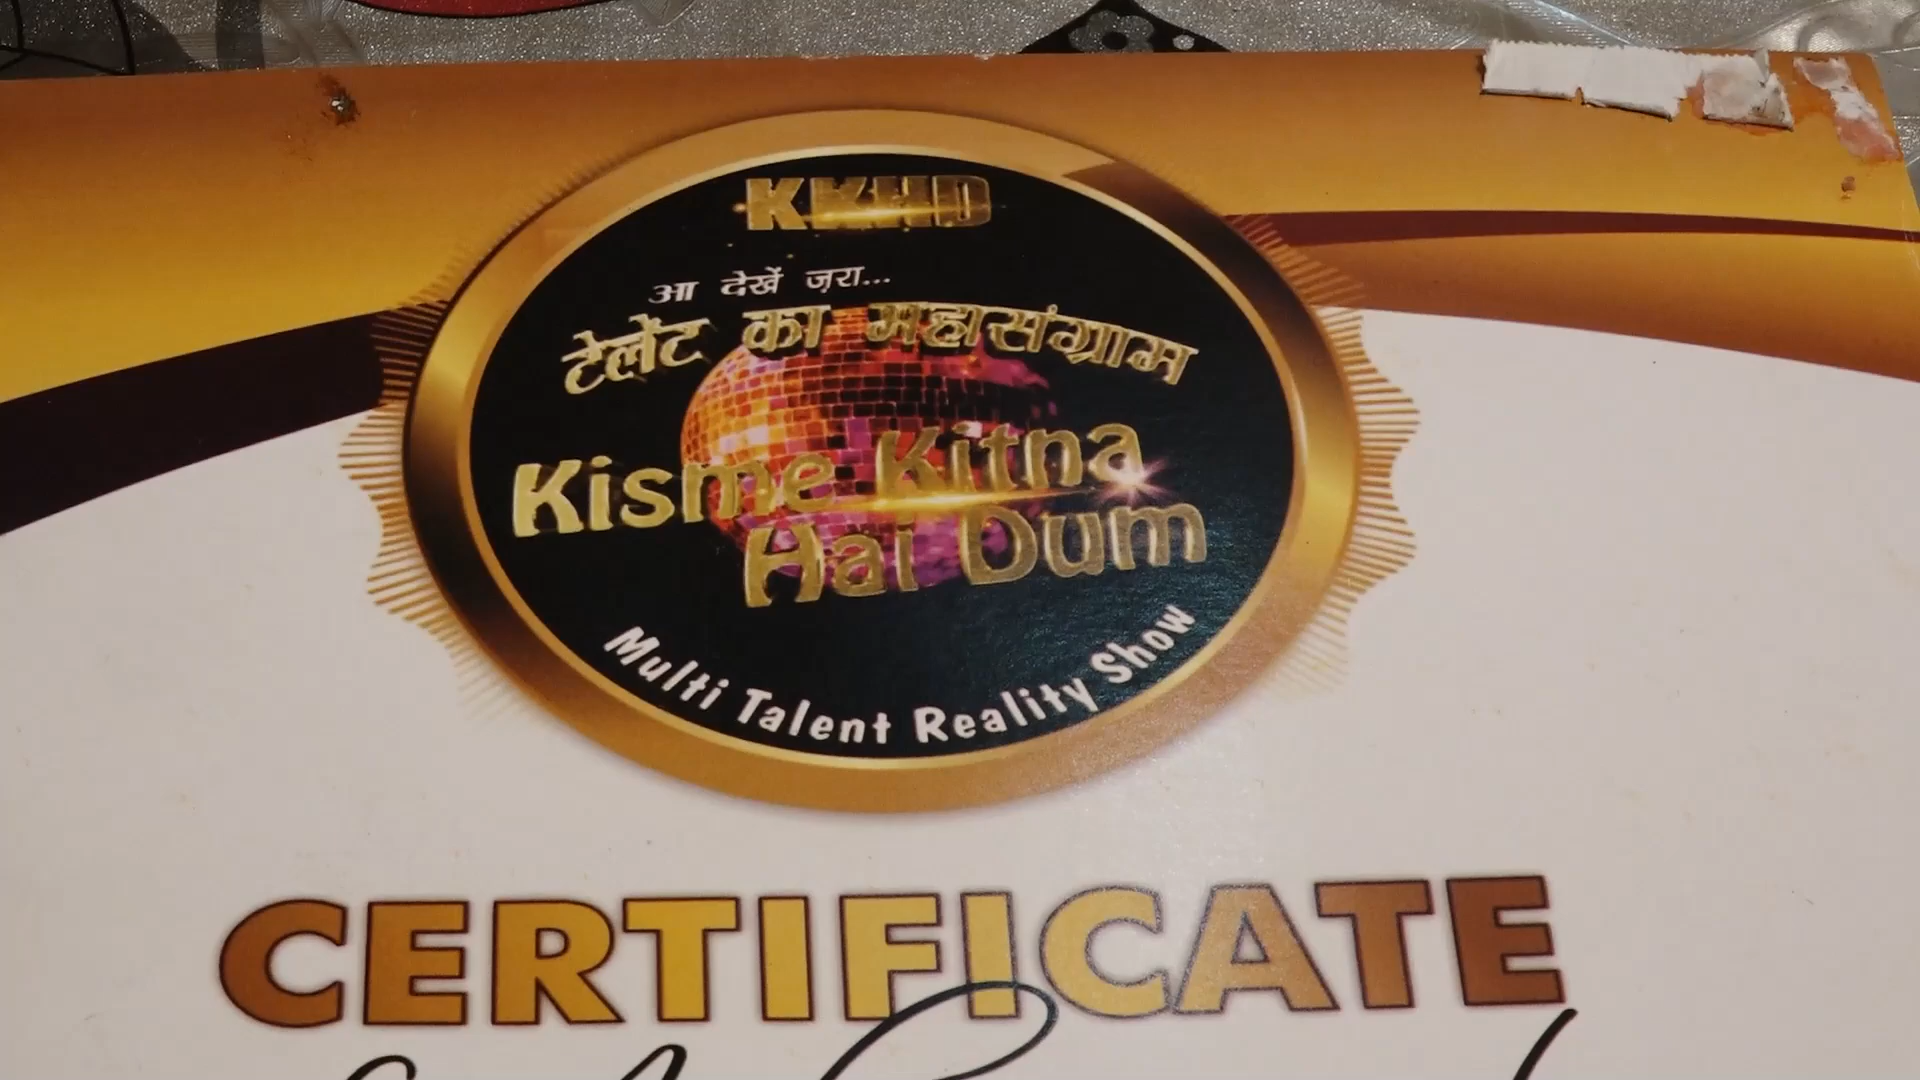 KKHD
आ देखें ज़रा...
टेलेंट का महासंग्राम
Kisme Kitna
Hai Dum
Multi Talent Reality Show
CERTIFICATE